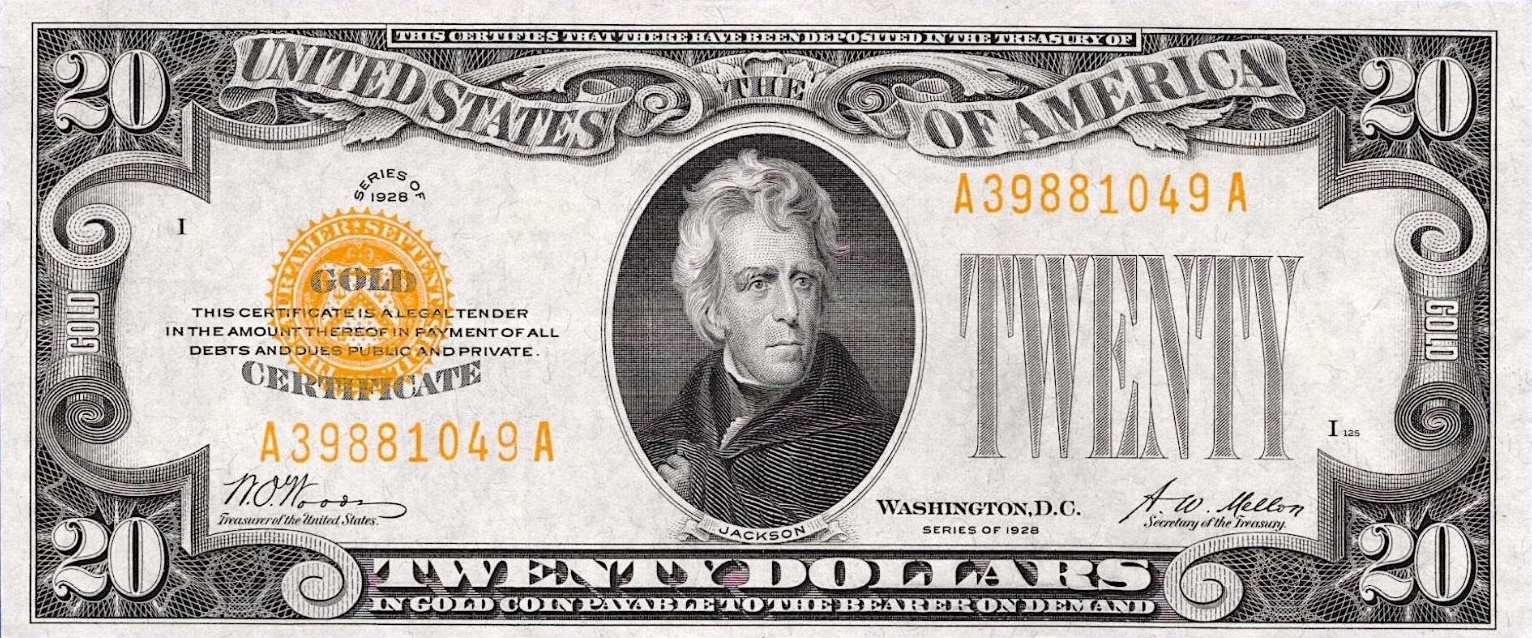 THIS CERTIFIES THAT THERE HAVE BEEN DEPOSITED IN THE TREASURY OF
20
UNITED STATES THE OF AMERICA
20
SERIES OF
1928
A39881049A
I
GOLD
THIS CERTIFICATE IS A LEGAL TENDER
IN THE AMOUNT THEREOF IN PAYMENT OF ALL
DEBTS AND DUES PUBLIC AND PRIVATE.
CERTIFICATE
GOLD
TWENTY
GOLD
A39881049A
I 125
W.O. Woods
Treasurer of the United States.
JACKSON
WASHINGTON, D.C.
SERIES OF 1928
A. W. Mellon
Secretary of the Treasury.
20
TWENTY DOLLARS
20
IN GOLD COIN PAYABLE TO THE BEARER ON DEMAND